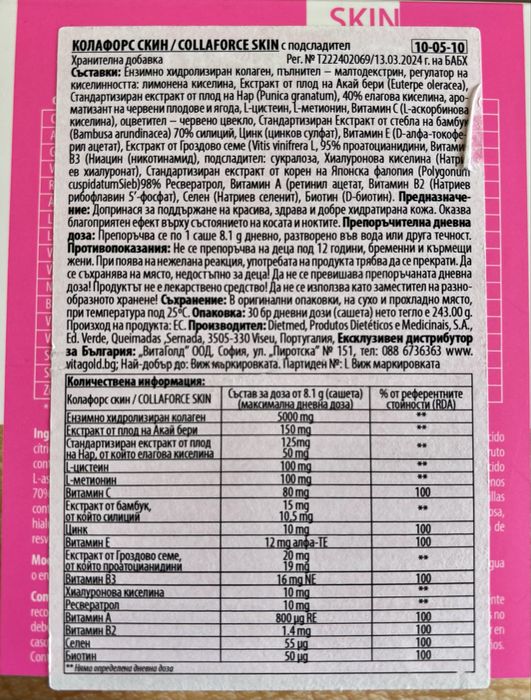 SKIN
КОЛАФОРС СКИН / COLLAFORCE SKIN с подсладител 10-05-10
Хранителна добавка Рег. № Т222402069/13.03.2024 г. на БАБХ
Съставки: Ензимно хидролизиран колаген, пълнител – малтодекстрин, регулатор на
киселинността: лимонена киселина, Екстракт от плод на Акай бери (Euterpe oleracea),
Стандартизиран екстракт от плод на Нар (Punica granatum), 40% елагова киселина, аро-
матизант на червени плодове и ягода, L-цистеин, L-метионин, Витамин C (L-аскорбинова
киселина), оцветител – червено цвекло, Стандартизиран Екстракт от стебла на бамбук
(Bambusa arundinacea) 70% силиций, Цинк (цинков сулфат), Витамин Е (D-алфа-токофе-
рил ацетат), Екстракт от Гроздово семе (Vitis vinifera L, 95% проатоцианидини, Витамин
B3 (Ниацин (никотинамид), подсладител: сукралоза, Хиалуронова киселина (Натри
ев хиалуронат), Стандартизиран екстракт от корен на Японска фалопия (Polygonum
cuspidatumSieb)98% Ресвератрол, Витамин А (ретинил ацетат, Витамин B2 (Натриев
рибофлавин 5´-фосфат), Селен (Натриев селенит), Биотин (D-биотин). Предназначе-
ние: Допринася за поддържане на красива, здрава и добре хидратирана кожа. Оказва
благоприятен ефект върху състоянието на косата и ноктите. Препоръчителна дневна
доза: Препоръчва се по 1 саше 8.1 g дневно, разтворено във вода или друга течност.
Противопоказания: Не се препоръчва на деца под 12 години, бременни и кърмещи
жени. При поява на нежелана реакция, употребата на продукта трябва да се прекрати. Да
се съхранява на място, недостъпно за деца! Да не се превишава препоръчаната дневна
доза! Продуктът не е лекарствено средство! Да не се използва като заместител на разно-
образното хранене! Съхранение: В оригинални опаковки, на сухо и прохладно място,
при температура под 25°C. Опаковка: 30 бр дневни дози (сашета) нето тегло е 243.00 g.
Произход на продукта: ЕС. Производител: Dietmed, Produtos Dietéticos e Medicinais, S.A.,
Ed. Verde, Queimadas ,Sernada, 3505-330 Viseu, Португалия, Ексклузивен дистрибутор
за България: „ВитаГолд” ООД, София, ул. „Пиротска” № 151, тел: 088 6736363 www.
vitagold.bg; Най-добър до: Виж маркировката. Партиден №: L Виж маркировката
Количествена информация:
Колафорс скин / COLLAFORCE SKIN Състав за доза от 8.1 g (сашета) (максимална дневна доза) % от референтните стойности (RDA)
Ензимно хидролизиран колаген 5000 mg **
Екстракт от плод на Акай бери 150 mg **
Стандартизиран екстракт от плод 125mg
на Нар, от който елагова киселина 50 mg **
L-цистеин 100 mg **
L-метионин 100 mg **
Витамин C 80 mg 100
Екстракт от бамбук, 15 mg **
от който силиций 10,5 mg
Цинк 10 mg 100
Витамин Е 12 mg алфа-ТЕ 100
Екстракт от Гроздово семе, 20 mg **
от който проатоцианидини 19 mg
Витамин B3 16 mg NE 100
Хиалуронова киселина 10 mg **
Ресвератрол 10 mg **
Витамин А 800 µg RE 100
Витамин B2 1.4 mg 100
Селен 55 µg 100
Биотин 50 µg 100
** Няма определена дневна доза